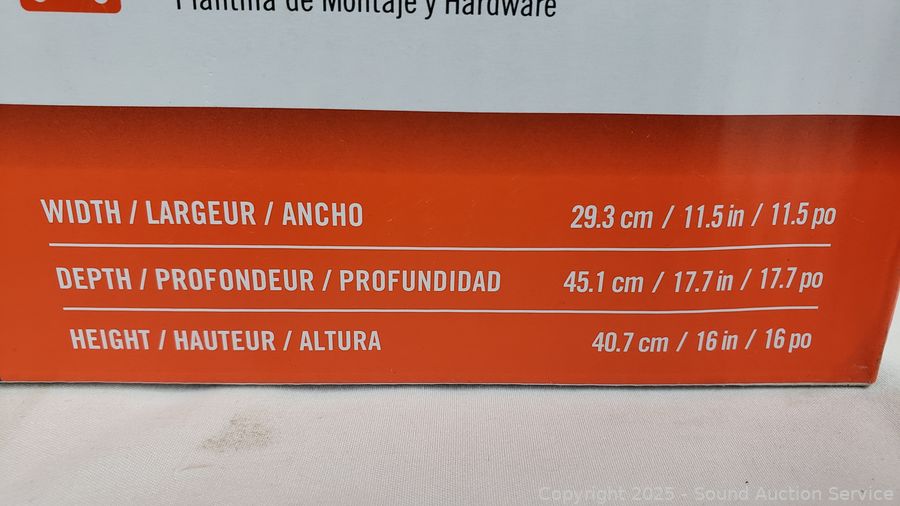 Plantilla de Montaje y Hardware
WIDTH / LARGEUR / ANCHO 29.3 cm / 11.5 in / 11.5 po
DEPTH / PROFONDEUR / PROFUNDIDAD 45.1 cm / 17.7 in / 17.7 po
HEIGHT / HAUTEUR / ALTURA 40.7 cm / 16 in / 16 po
Copyright 2025 - Sound Auction Service